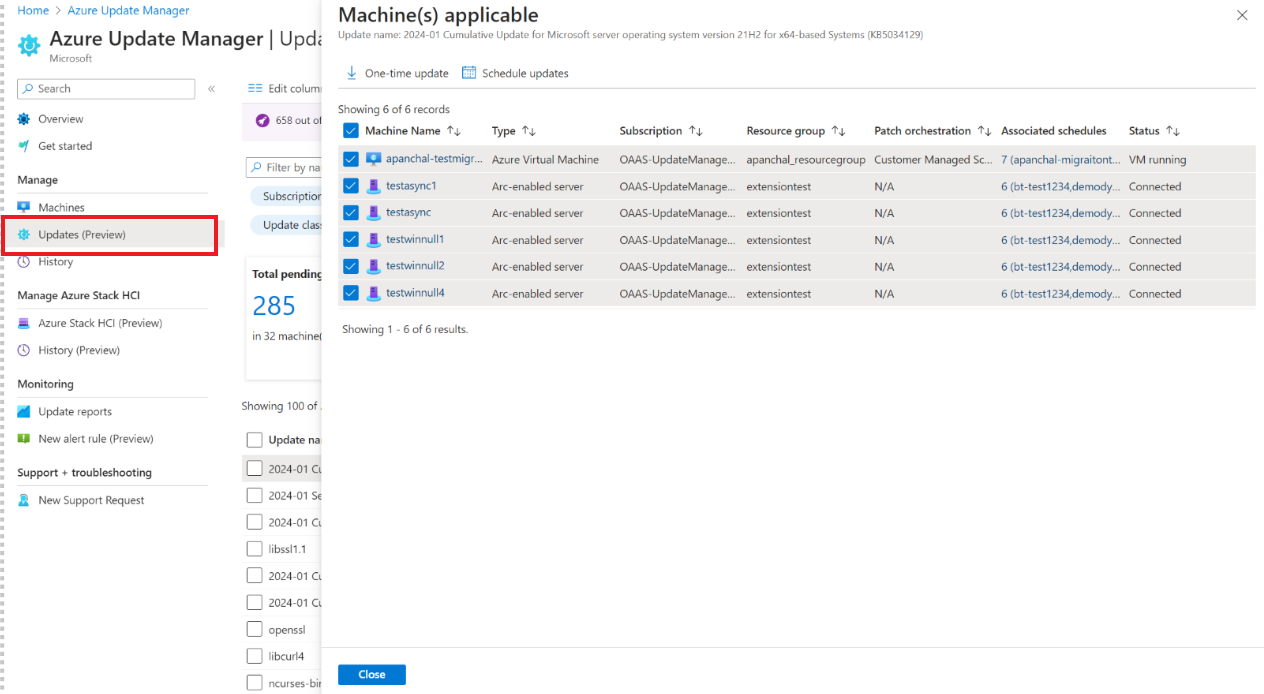 Home > Azure Update Manager
Azure Update Manager | Upda
Microsoft
Search
«
Overview
Get started
Manage
Machines
Updates (Preview)
History
Manage Azure Stack HCI
Azure Stack HCI (Preview)
History (Preview)
Monitoring
Update reports
New alert rule (Preview)
Support + troubleshooting
New Support Request
Edit colum
658 out of
Filter by na
Subscription
Update clas
Total pending
285
in 32 machine(
Showing 100 of
Update na
2024-01 Cu
2024-01 Se
2024-01 Cu
libssl1.1
2024-01 Cu
2024-01 Cu
openssl
libcurl4
ncurses-bin
Machine(s) applicable
Update name: 2024-01 Cumulative Update for Microsoft server operating system version 21H2 for x64-based Systems (KB5034129)
One-time update Schedule updates
Showing 6 of 6 records
Machine Name ↑↓ Type ↑↓ Subscription ↑↓ Resource group ↑↓ Patch orchestration ↑↓ Associated schedules Status ↑↓
apanchal-testmigr... Azure Virtual Machine OAAS-UpdateManage... apanchal_resourcegroup Customer Managed Sc... 7 (apanchal-migraitont... VM running
testasync1 Arc-enabled server OAAS-UpdateManage... extensiontest N/A 6 (bt-test1234,demody... Connected
testasync Arc-enabled server OAAS-UpdateManage... extensiontest N/A 6 (bt-test1234,demody... Connected
testwinnull1 Arc-enabled server OAAS-UpdateManage... extensiontest N/A 6 (bt-test1234,demody... Connected
testwinnull2 Arc-enabled server OAAS-UpdateManage... extensiontest N/A 6 (bt-test1234,demody... Connected
testwinnull4 Arc-enabled server OAAS-UpdateManage... extensiontest N/A 6 (bt-test1234,demody... Connected
Showing 1 - 6 of 6 results.
Close